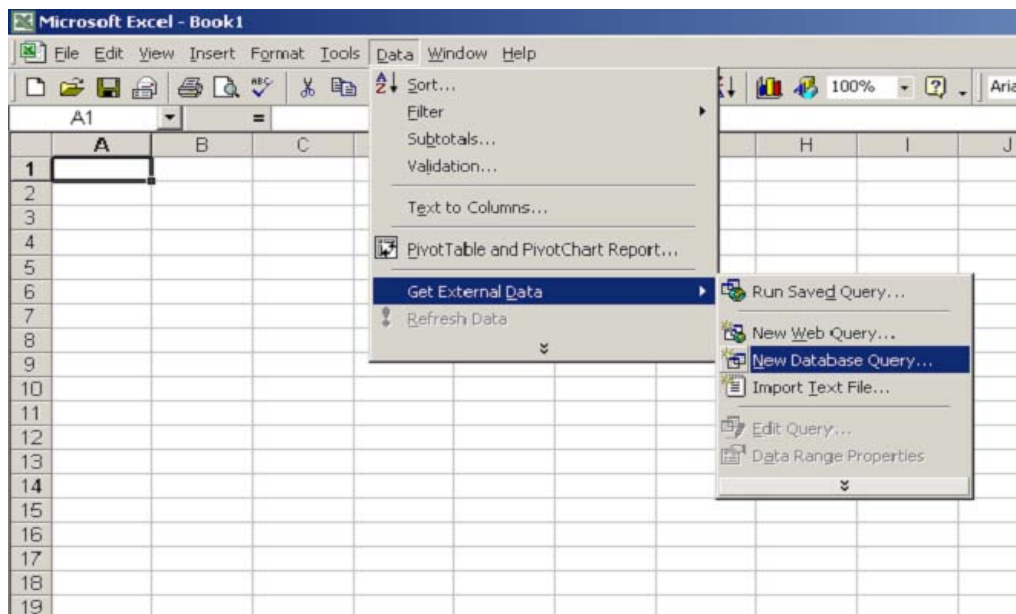 Microsoft Excel - Book1
File Edit View Insert Format Tools Data Window Help
100%
Aria
A1
=
A B C H I J
1
2
3
4
5
6
7
8
9
10
11
12
13
14
15
16
17
18
19
Sort...
Filter
Subtotals...
Validation...
Text to Columns...
PivotTable and PivotChart Report...
Get External Data
Refresh Data
Run Saved Query...
New Web Query...
New Database Query...
Import Text File...
Edit Query...
Data Range Properties